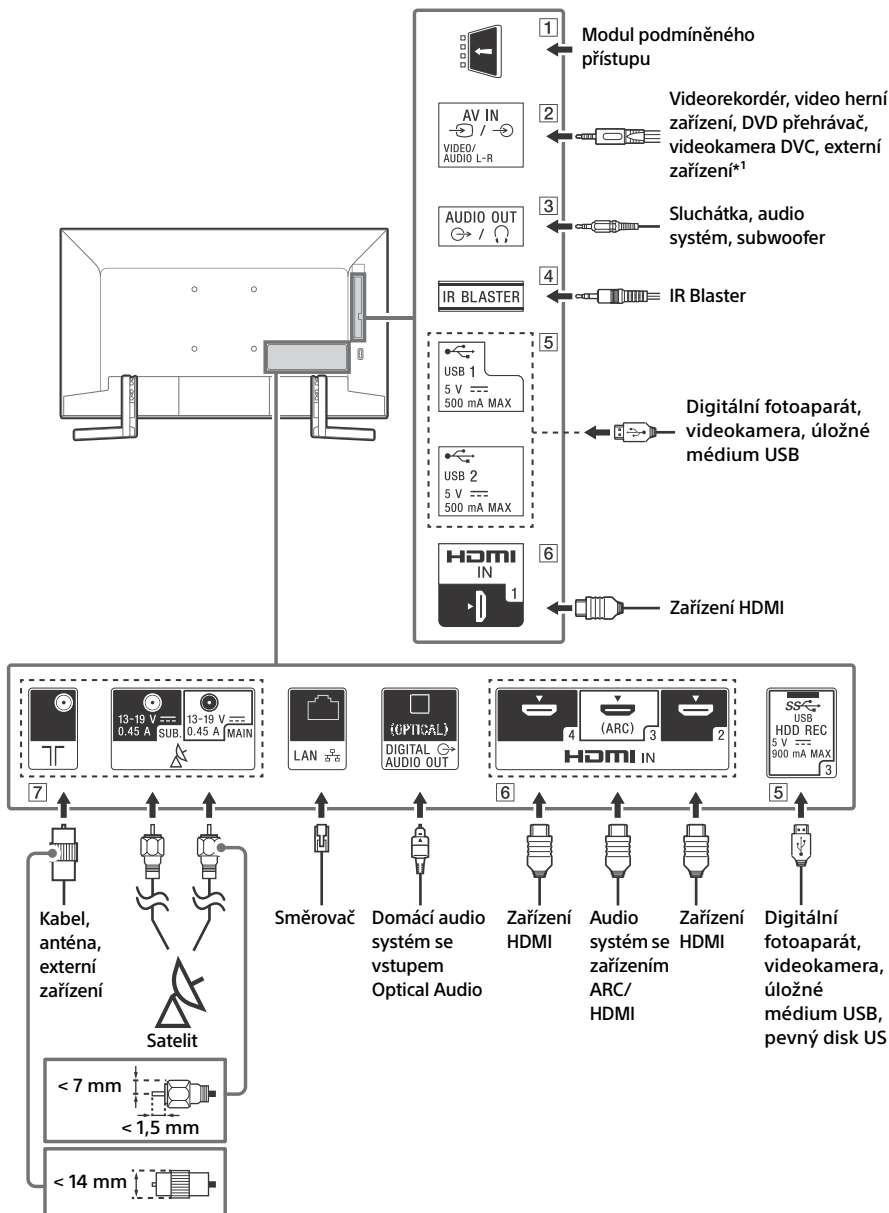 1
Modul podmíněného
přístupu
AV IN
/
VIDEO/
AUDIO L-R
2
Videorekordér, video herní
zařízení, DVD přehrávač,
videokamera DVC, externí
zařízení*1
AUDIO OUT
/
3
Sluchátka, audio
systém, subwoofer
IR BLASTER
4
IR Blaster
5
USB 1
5 V
500 mA MAX
USB 2
5 V
500 mA MAX
Digitální fotoaparát,
videokamera, úložné
médium USB
HDMI
IN
1
6
Zařízení HDMI
13-19 V
0.45 A
SUB.
13-19 V
0.45 A
MAIN
LAN
(OPTICAL)
DIGITAL
AUDIO OUT
4
(ARC)
3
2
HDMI IN
SS
USB
HDD REC
5 V
900 mA MAX
3
7
6
5
Kabel,
anténa,
externí
zařízení
Satelit
Směrovač
Domácí audio
systém se
vstupem
Optical Audio
Zařízení
HDMI
Audio
systém se
zařízením
ARC/
HDMI
Zařízení
HDMI
Digitální
fotoaparát,
videokamera,
úložné
médium USB,
pevný disk US
< 7 mm
< 1,5 mm
< 14 mm